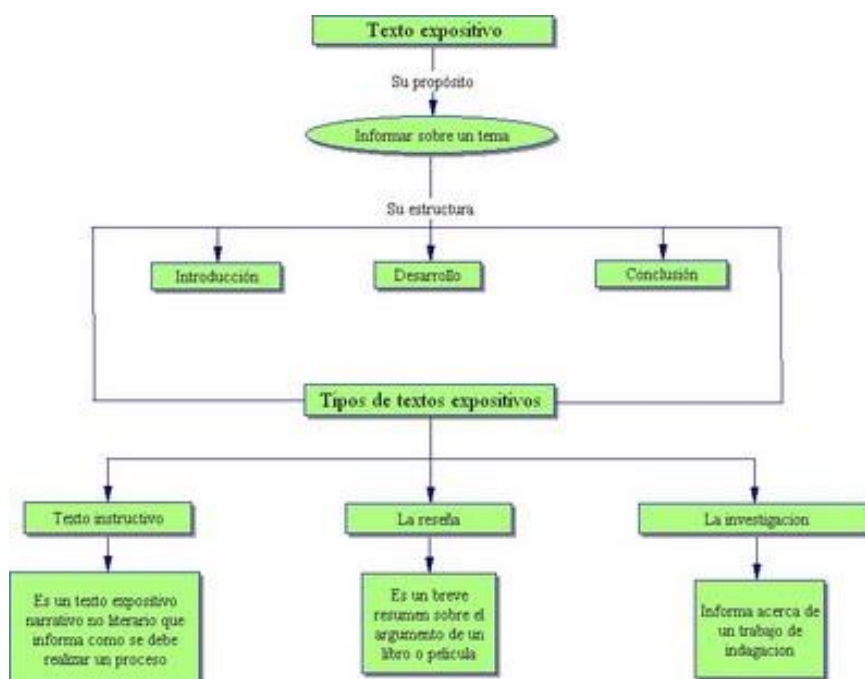 Texto expositivo
Su propósito
Informar sobre un tema
Su estructura
Introducción
Desarrollo
Conclusión
Tipos de textos expositivos
Texto instructivo
La reseña
La investigacion
Es un texto expositivo
narrativo no literario que
informa como se debe
realizar un proceso
Es un breve
resumen sobre el
argumento de un
libro o pelicula
Informa acerca de
un trabajo de
indagacion